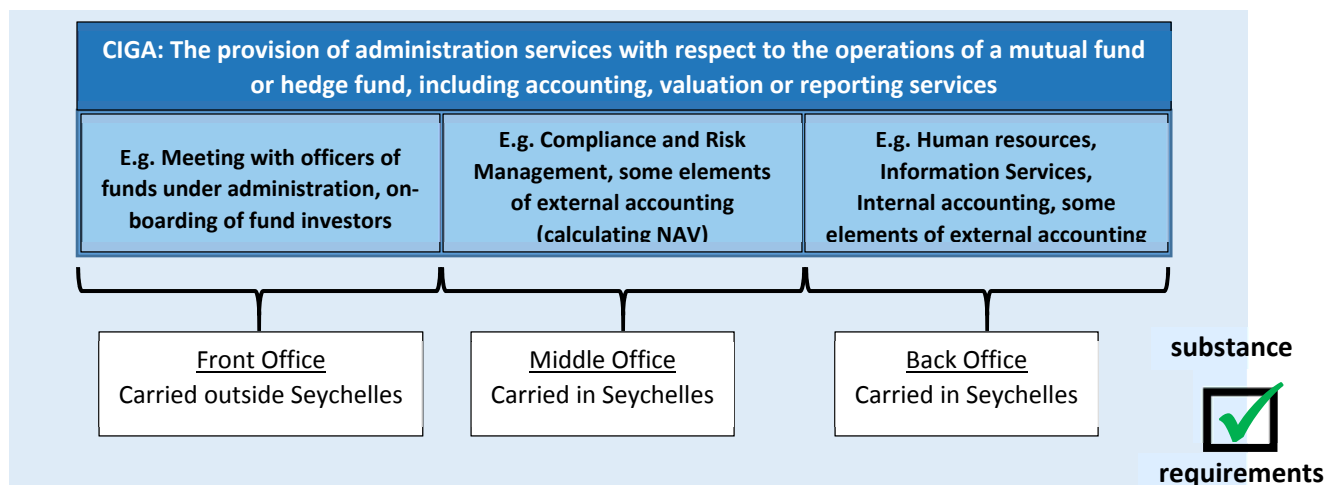 CIGA: The provision of administration services with respect to the operations of a mutual fund
or hedge fund, including accounting, valuation or reporting services
E.g. Meeting with officers of
funds under administration, on-
boarding of fund investors
E.g. Compliance and Risk
Management, some elements
of external accounting
(calculating NAV)
E.g. Human resources,
Information Services,
Internal accounting, some
elements of external accounting
Front Office
Carried outside Seychelles
Middle Office
Carried in Seychelles
Back Office
Carried in Seychelles
substance
requirements